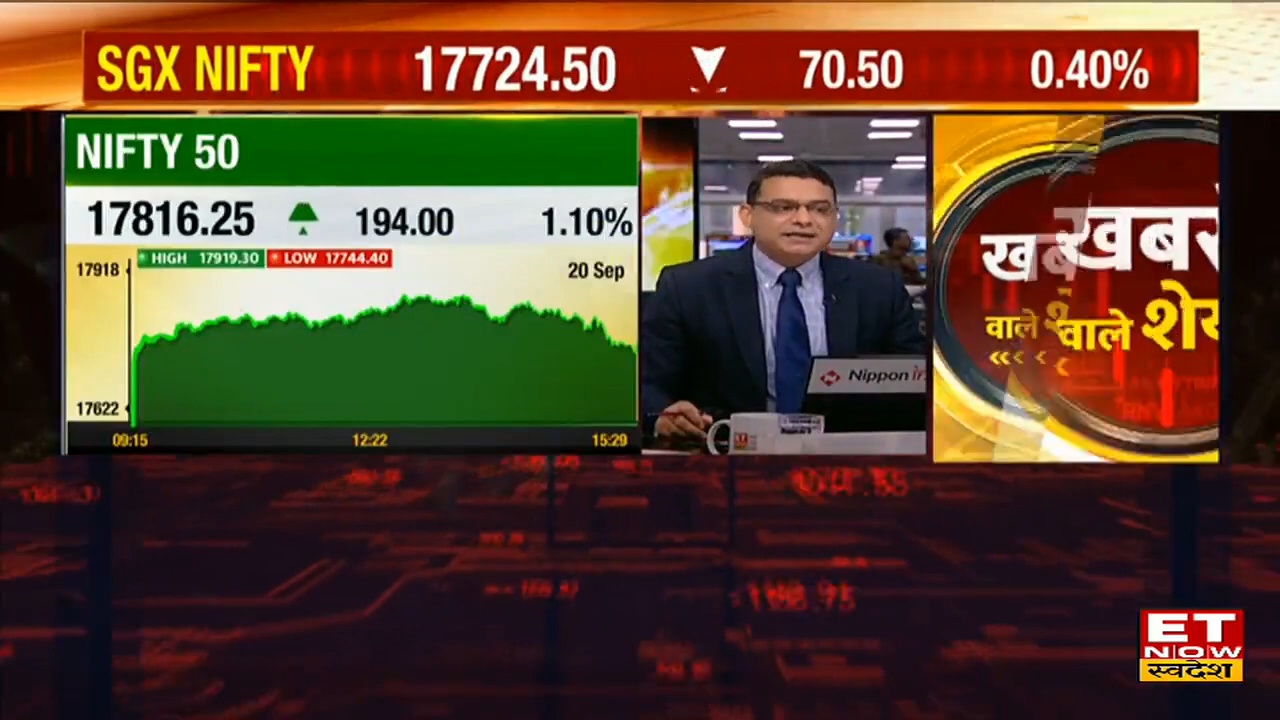 SGX NIFTY 17724.50 70.50 0.40%
NIFTY 50
17816.25 194.00 1.10%
HIGH 17919.30 LOW 17744.40
20 Sep
17918
17622
09:15 12:22 15:29
Nippon
वाले
ET
NOW
स्वदेश